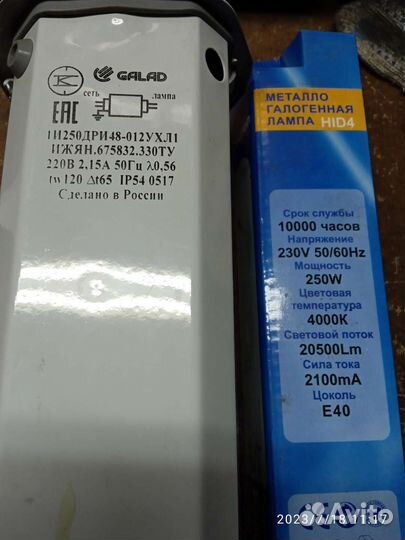 GALAD
сеть
лампа
EAC
1И250ДРИ48-012УХЛ1
ИЖЯН.675832.330ТУ
220В 2,15А 50Гц λ0,56
tw120 Δt65 IP54 0517
Сделано в России
МЕТАЛЛО
ГАЛОГЕННАЯ
ЛАМПА HID4
Срок службы
10000 часов
Напряжение
230V 50/60Hz
Мощность
250W
Цветовая
температура
4000K
Световой поток
20500Lm
Сила тока
2100mA
Цоколь
E40
CE
Avito
2023/7/18 11:17